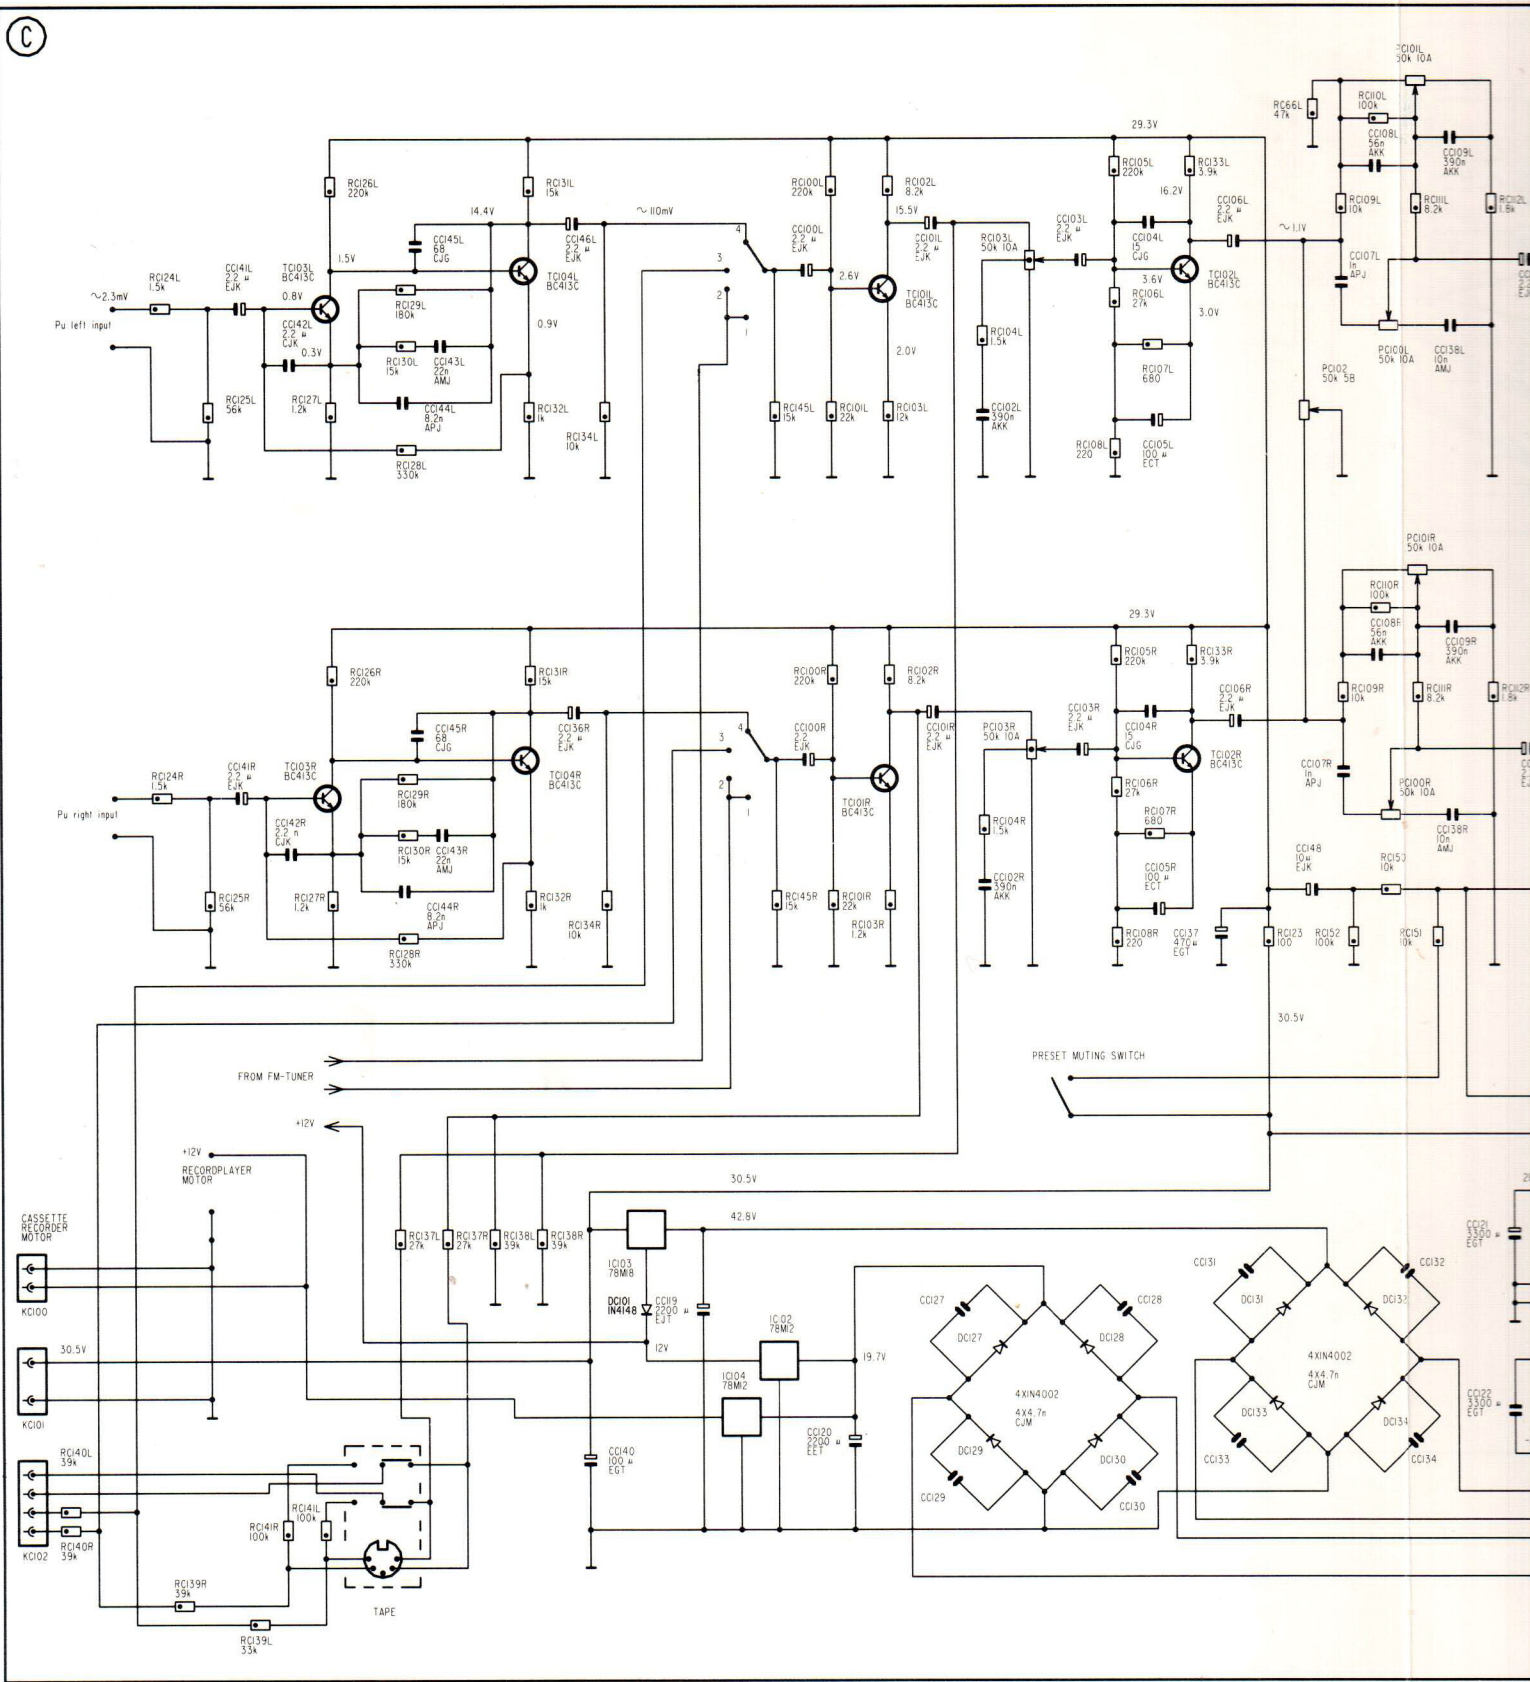 C
PC101L
50k 10A
RC66L
47k
RC110L
100k
CC108L
56n
AKK
CC109L
390n
AKK
29.3V
RC126L
220k
RC131L
15k
RC100L
220k
RC102L
8.2k
RC105L
220k
RC133L
3.9k
16.2V
RC109L
10k
RC111L
8.2k
RC112L
1.8k
14.4V
~110mV
15.5V
CC106L
2.2 µ
EJK
CC145L
68
CJG
CC146L
2.2 µ
EJK
4
CC100L
2.2 µ
EJK
CC101L
2.2 µ
EJK
RC103L
50k 10A
CC103L
2.2 µ
EJK
CC104L
15
CJG
~1.1V
1.5V
3
2.6V
TC102L
BC413C
CC107L
1n
APJ
RC124L
1.5k
CC141L
2.2 µ
EJK
TC103L
BC413C
TC104L
BC413C
2
TC101L
BC413C
3.6V
RC106L
27k
~2.3mV
0.8V
RC129L
180k
3.0V
Pu left input
CC142L
2.2 µ
CJK
0.3V
0.9V
1
RC104L
1.5k
2.0V
PC100L
50k 10A
CC138L
10n
AMJ
RC130L
15k
CC143L
22n
AMJ
RC107L
680
PC102
50k 5B
RC125L
56k
RC127L
1.2k
CC144L
8.2n
APJ
RC132L
1k
RC134L
10k
RC145L
15k
RC101L
22k
RC103L
12k
CC102L
390n
AKK
RC108L
220
CC105L
100 µ
ECT
RC128L
330k
PC101R
50k 10A
RC110R
100k
29.3V
CC108R
56n
AKK
CC109R
390n
AKK
RC126R
220k
RC131R
15k
RC100R
220k
RC102R
8.2k
RC105R
220k
RC133R
3.9k
RC109R
10k
RC111R
8.2k
RC112R
1.8k
CC106R
2.2 µ
EJK
CC145R
68
CJG
CC136R
2.2 µ
EJK
4
CC100R
2.2
EJK
CC101R
2.2 µ
EJK
PC103R
50k 10A
CC103R
2.2 µ
EJK
CC104R
15
CJG
3
TC102R
BC413C
RC124R
1.5k
CC141R
2.2 µ
EJK
TC103R
BC413C
TC104R
BC413C
2
TC101R
BC413C
RC106R
27k
CC107R
1n
APJ
PC100R
50k 10A
RC129R
180k
1
Pu right input
CC142R
2.2 n
CJK
RC104R
1.5k
RC107R
680
CC138R
10n
AMJ
RC130R
15k
CC143R
22n
AMJ
CC105R
100 µ
ECT
CC148
10µ
EJK
RC150
10k
RC125R
56k
RC127R
1.2k
CC144R
8.2n
APJ
RC132R
1k
RC134R
10k
RC145R
15k
RC101R
22k
RC103R
1.2k
CC102R
390n
AKK
RC108R
220
CC137
470µ
EGT
RC123
100
RC152
100k
RC151
10k
RC128R
330k
30.5V
FROM FM-TUNER
PRESET MUTING SWITCH
+12V
+12V
RECORDPLAYER
MOTOR
30.5V
CASSETTE
RECORDER
MOTOR
42.8V
RC137L
27k
RC137R
27k
RC138L
39k
RC138R
39k
CC121
3300 µ
EGT
IC103
78M18
CC131
CC132
KC100
DC101
1N4148
CC119
2200 µ
EJT
CC127
CC128
DC131
DC132
IC102
78M12
30.5V
12V
19.7V
DC127
DC128
4X1N4002
4X4.7n
CJM
IC104
78M12
4X1N4002
4X4.7n
CJM
CC122
3300 µ
EGT
KC101
DC133
DC134
RC140L
39k
CC140
100 µ
EGT
CC120
2200 µ
EET
DC129
DC130
CC133
CC134
RC141L
100k
CC129
CC130
RC141R
100k
KC102
RC140R
39k
RC139R
39k
TAPE
RC139L
33k